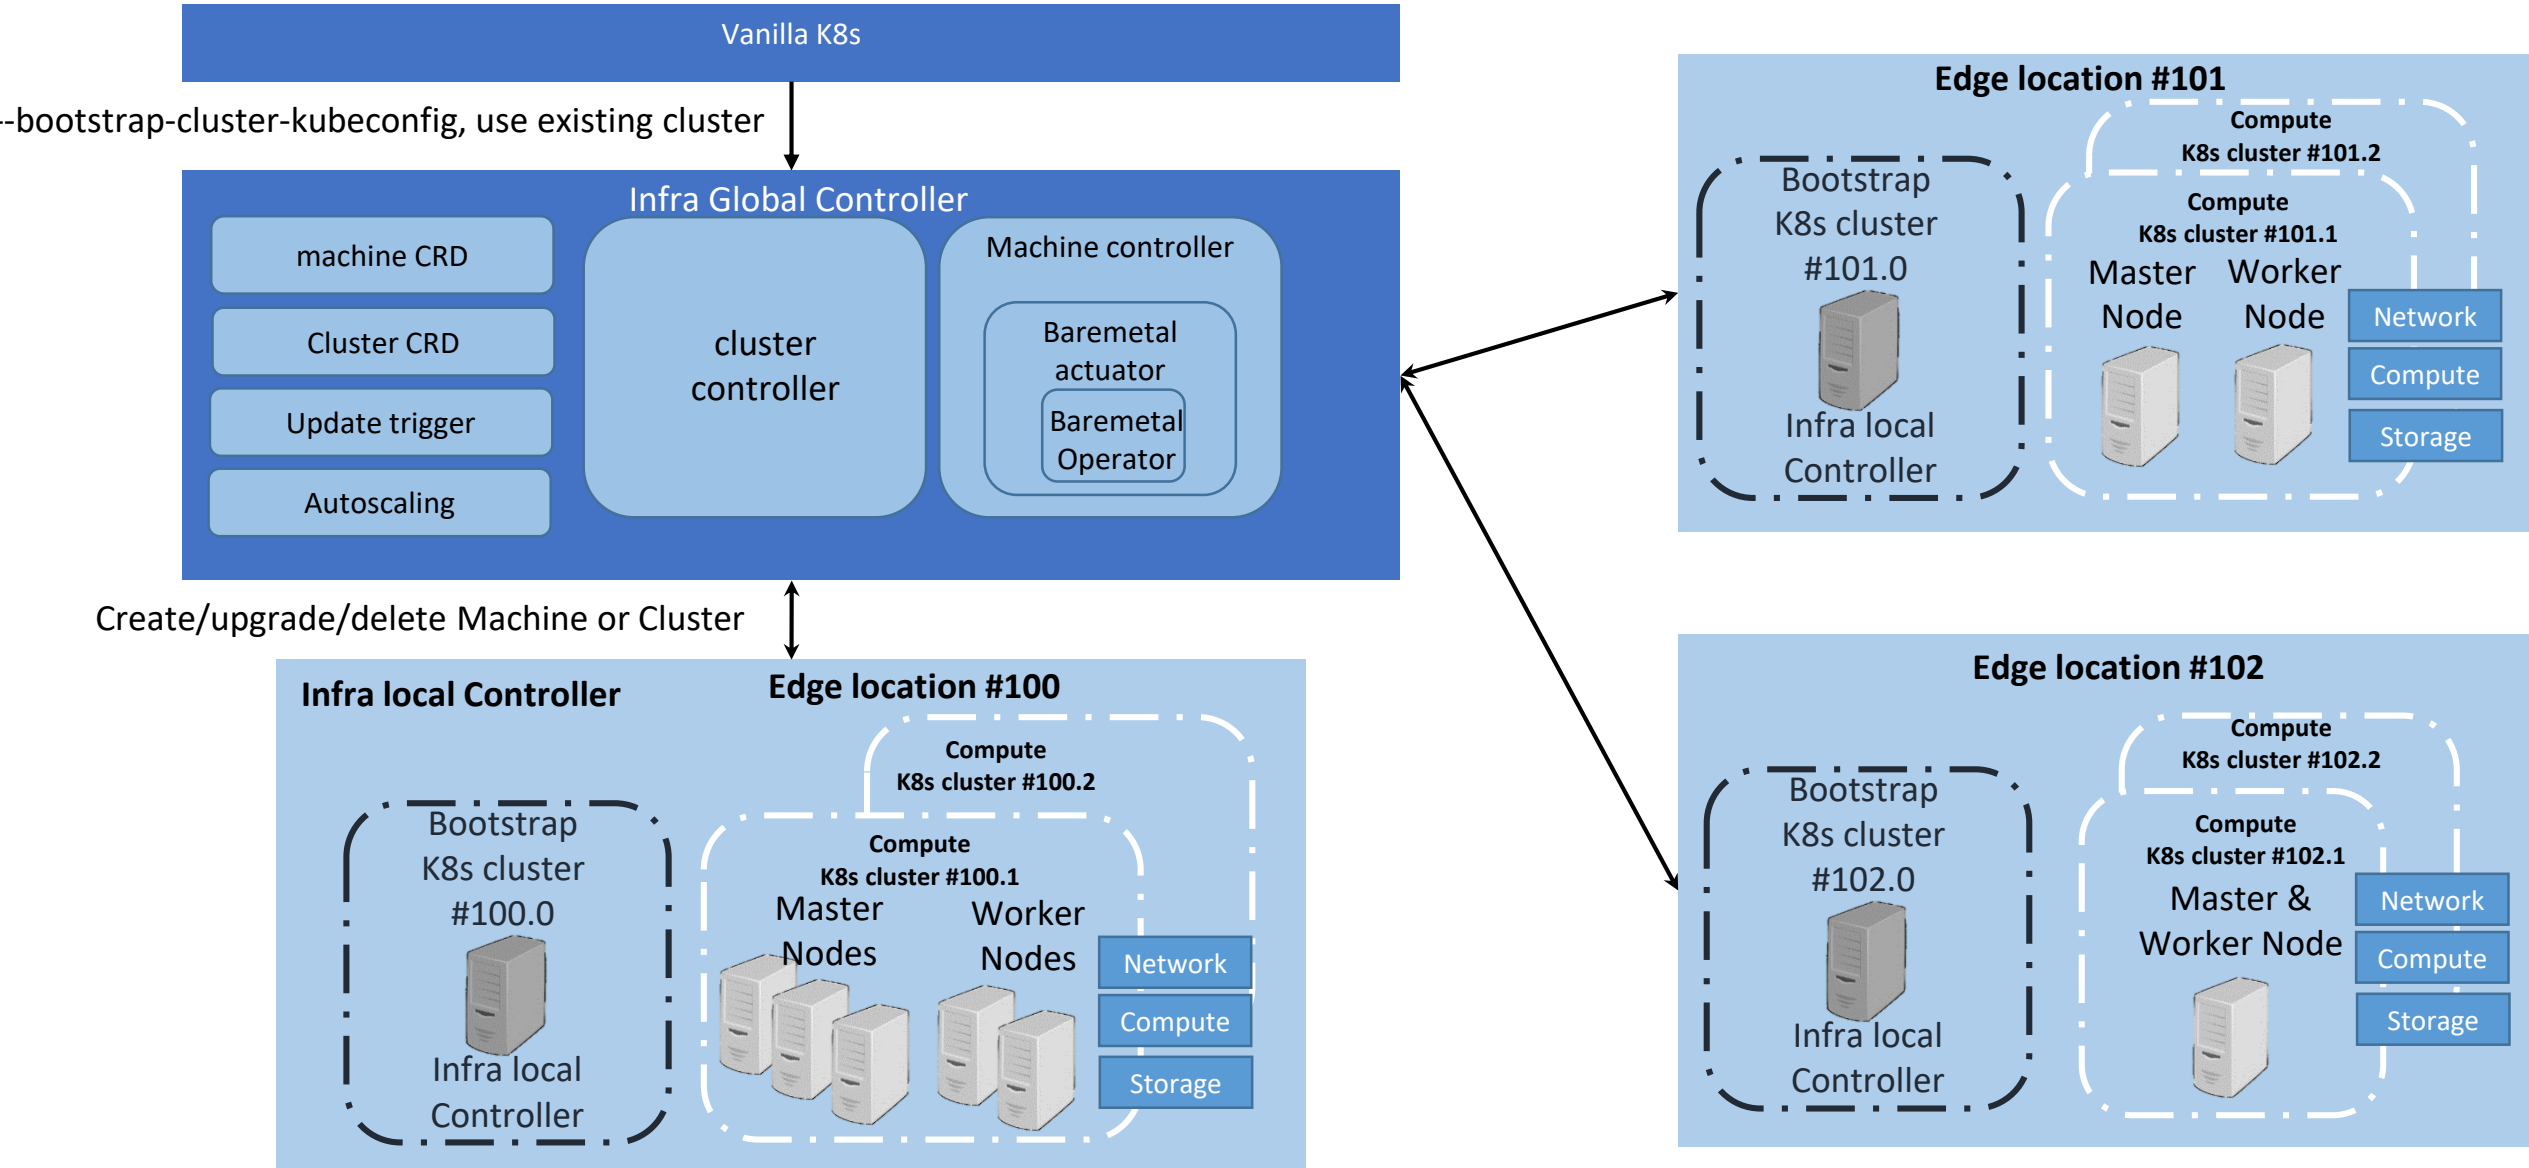 Vanilla K8s
--bootstrap-cluster-kubeconfig, use existing cluster
Infra Global Controller
machine CRD
Cluster CRD
Update trigger
Autoscaling
cluster
controller
Machine controller
Baremetal
actuator
Baremetal
Operator
Create/upgrade/delete Machine or Cluster
Infra local Controller
Edge location #100
Compute
K8s cluster #100.2
Compute
K8s cluster #100.1
Bootstrap
K8s cluster
#100.0
Infra local
Controller
Master
Nodes
Worker
Nodes
Network
Compute
Storage
Edge location #101
Compute
K8s cluster #101.2
Compute
K8s cluster #101.1
Bootstrap
K8s cluster
#101.0
Infra local
Controller
Master
Node
Worker
Node
Network
Compute
Storage
Edge location #102
Compute
K8s cluster #102.2
Compute
K8s cluster #102.1
Bootstrap
K8s cluster
#102.0
Infra local
Controller
Master &
Worker Node
Network
Compute
Storage